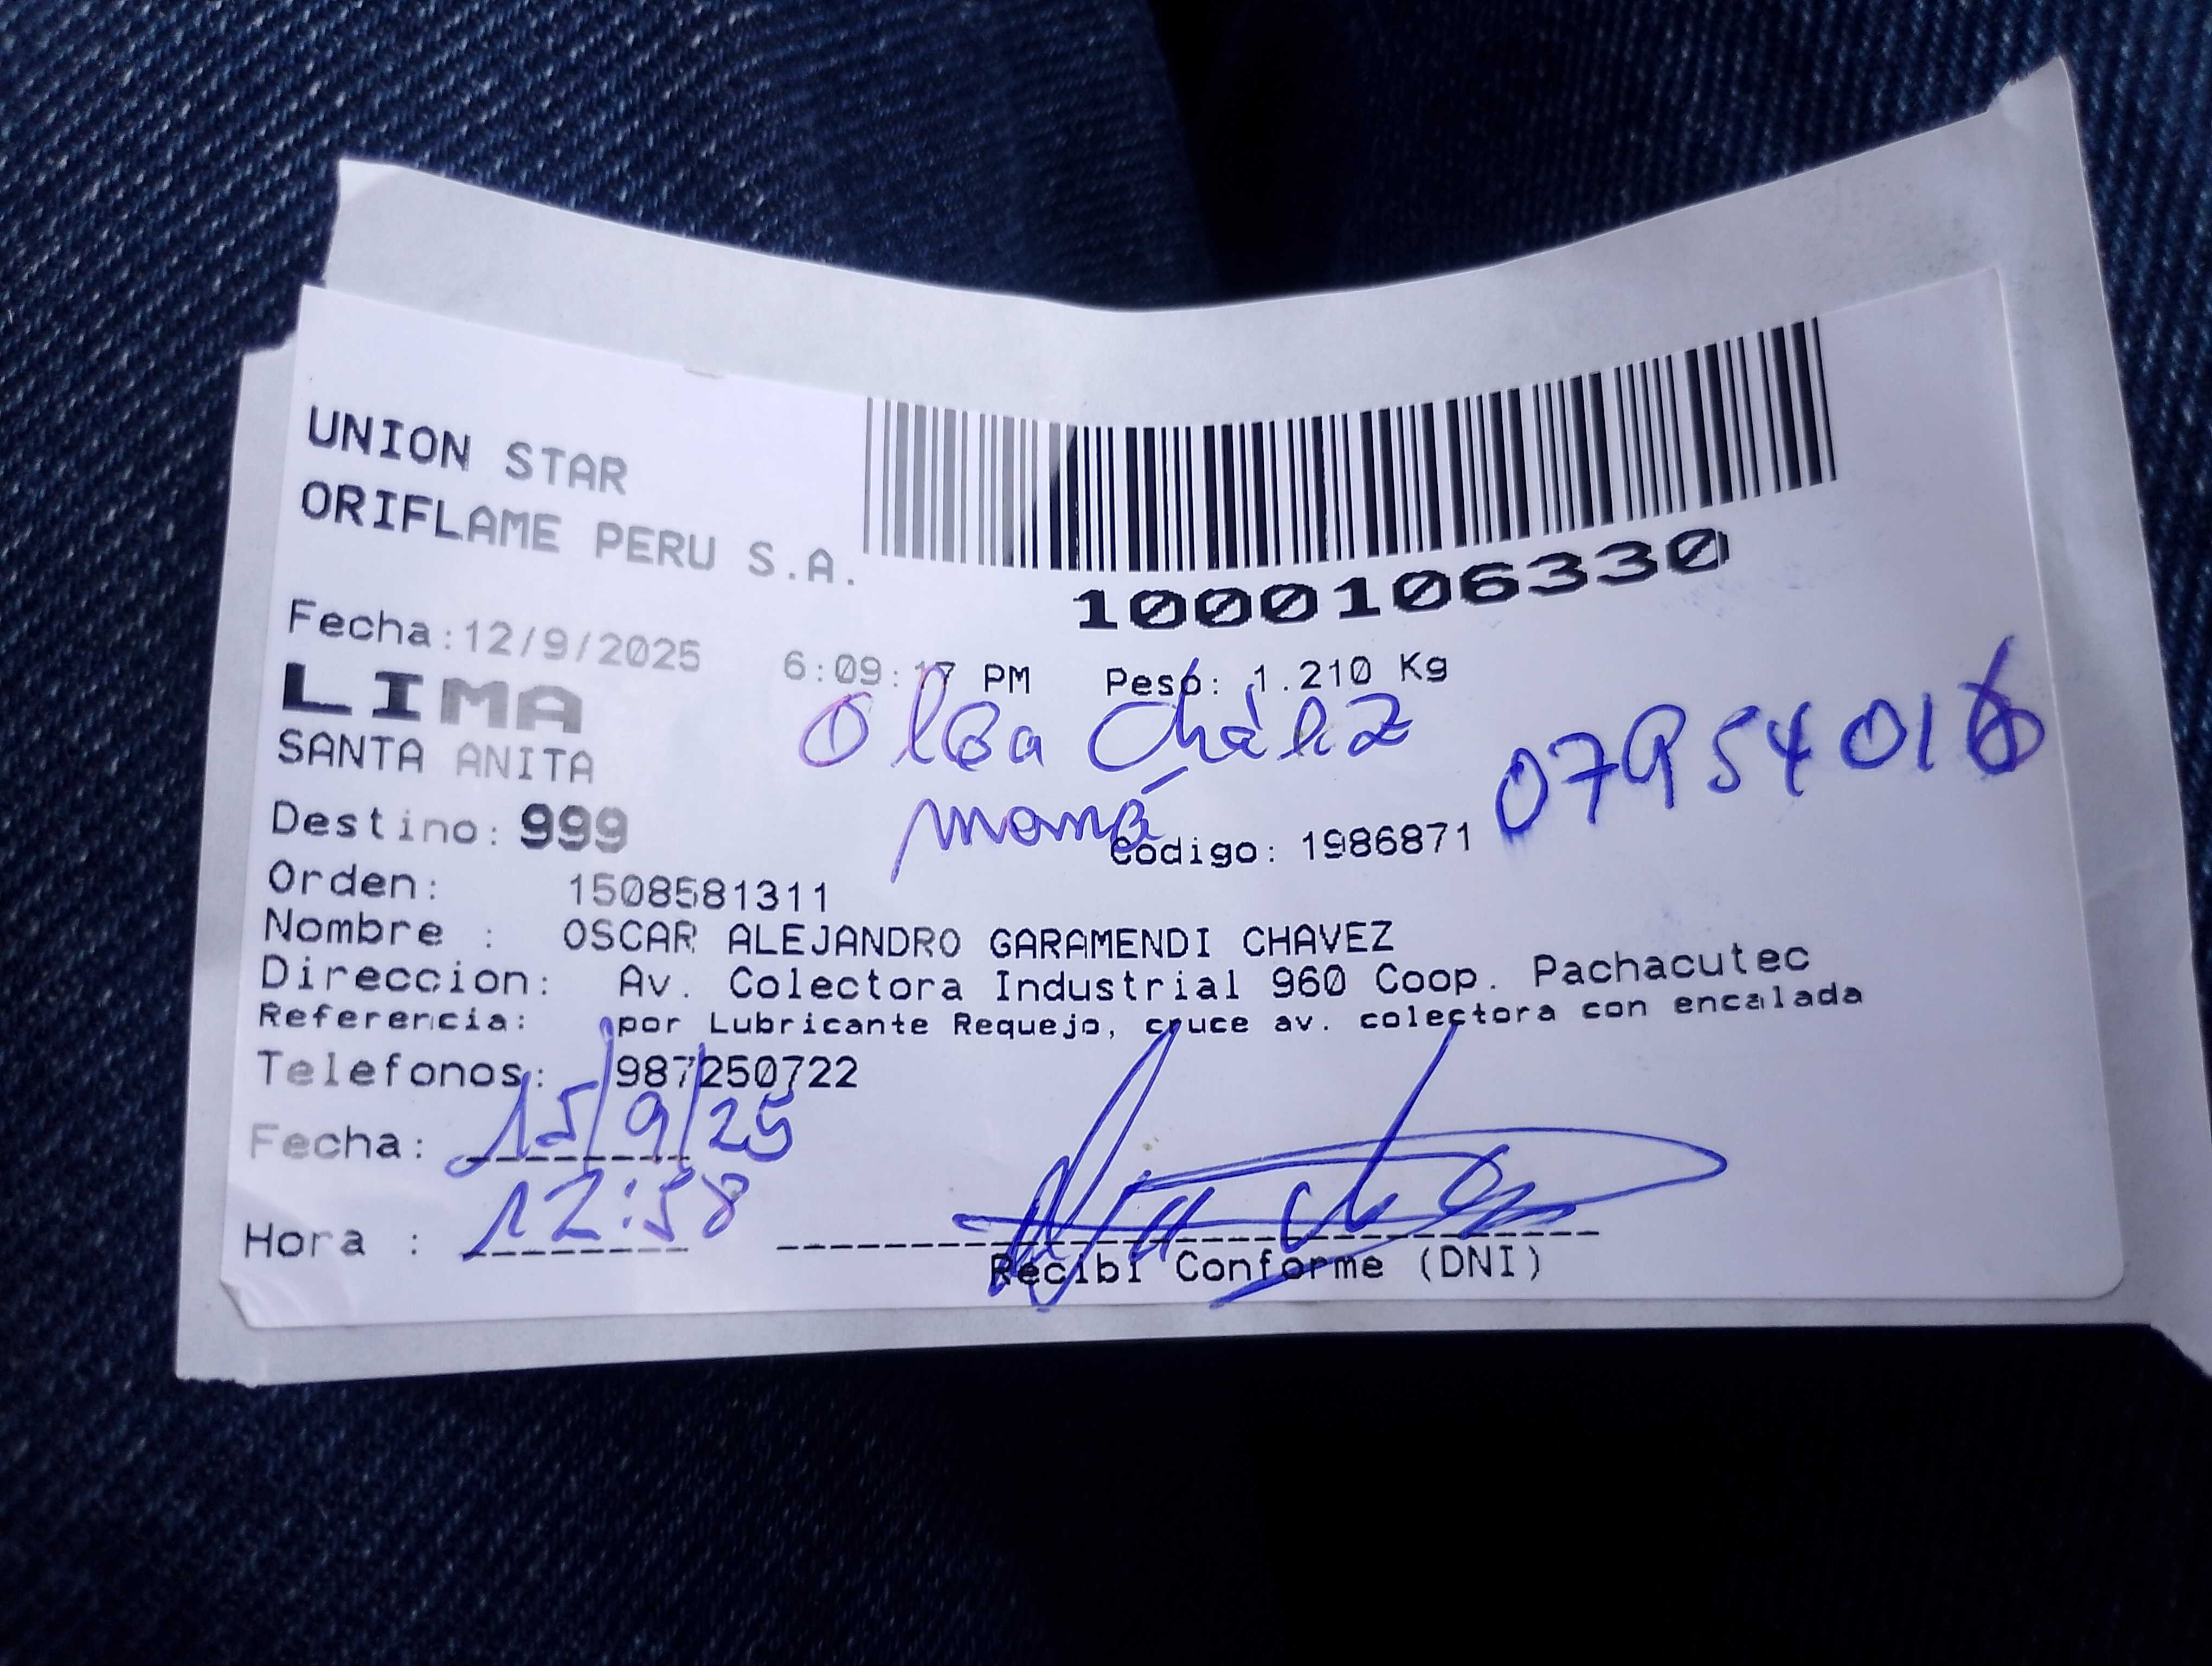 UNION STAR
ORIFLAME PERU S.A.
1000106330
Fecha:12/9/2025 6:09:17 PM Peso: 1.210 Kg
LIMA
SANTA ANITA
Olga Chávez
mamá
0795401
Destino: 999
Codigo: 1986871
Orden: 1508581311
Nombre : OSCAR ALEJANDRO GARAMENDI CHAVEZ
Direccion: Av. Colectora Industrial 960 Coop. Pachacutec
Referencia: por Lubricante Requejo, cruce av. colectora con encalada
Telefonos: 987250722
Fecha: 15/9/25
Hora : 12:58
Recibi Conforme (DNI)